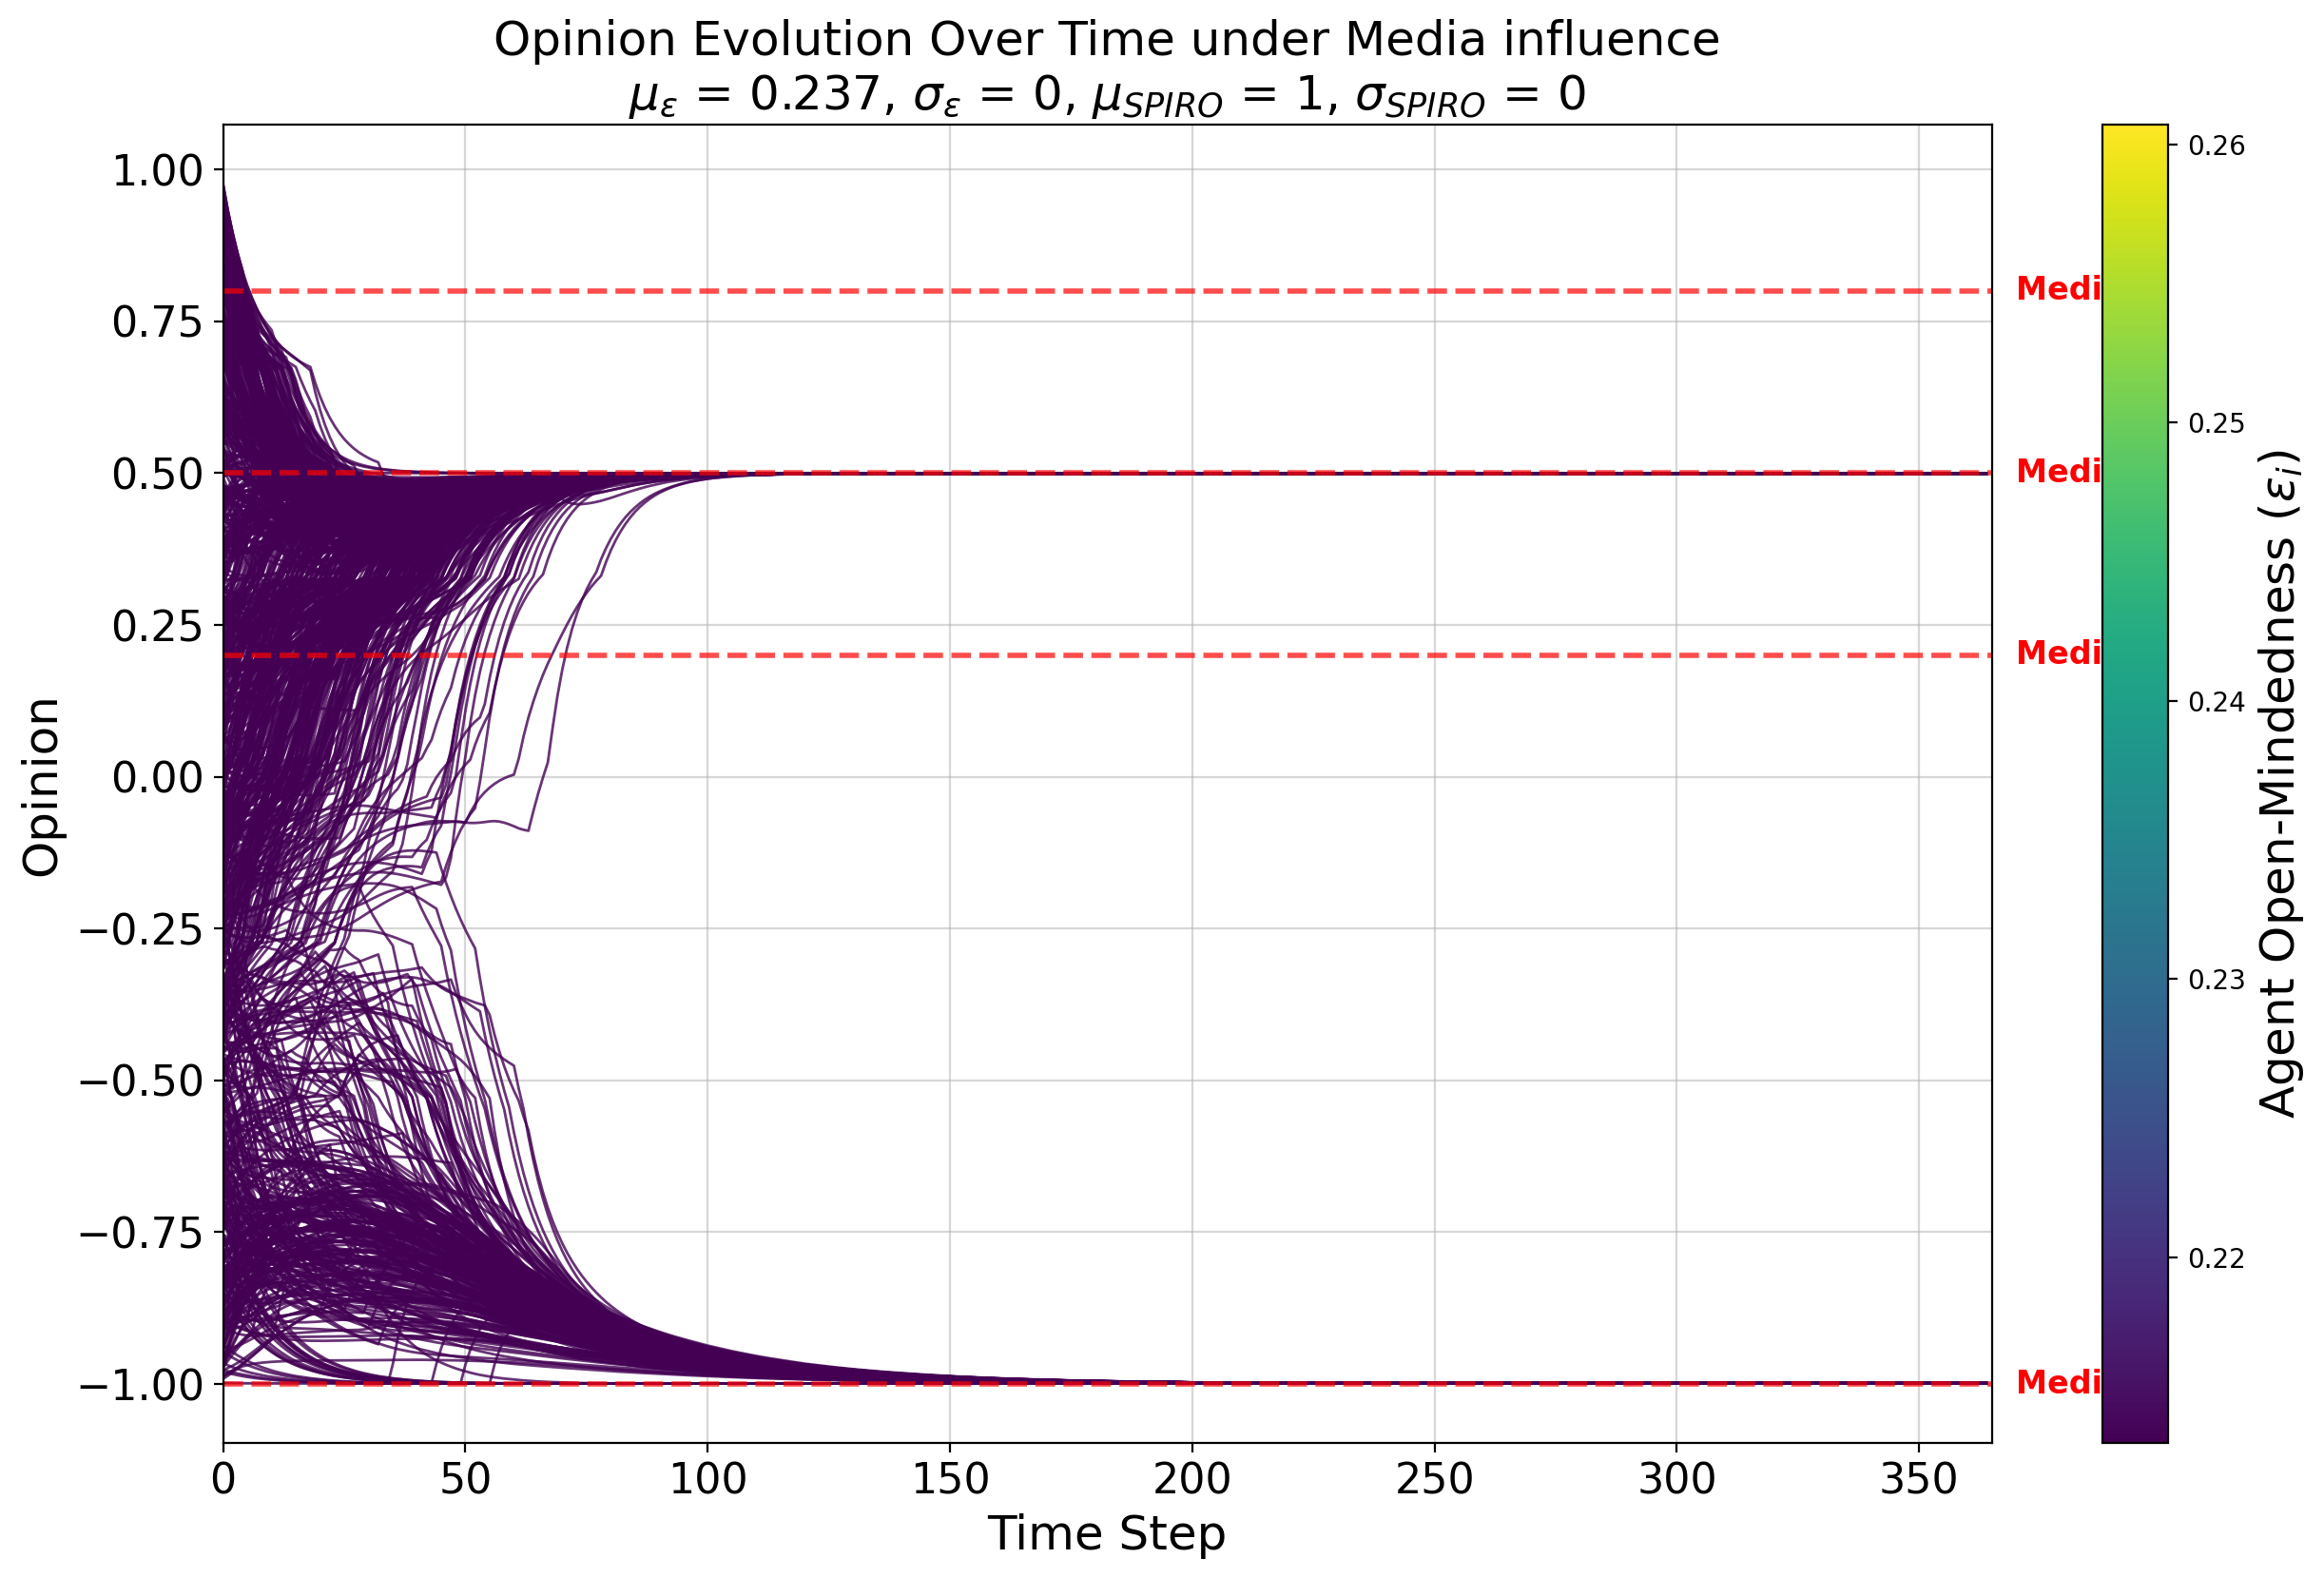 Opinion Evolution Over Time under Media influence
μ_ε = 0.237, σ_ε = 0, μ_SPIRO = 1, σ_SPIRO = 0
Opinion
1.00
0.75
0.50
0.25
0.00
−0.25
−0.50
−0.75
−1.00
0 50 100 150 200 250 300 350
Time Step
Medi
Medi
Medi
Medi
0.26
0.25
0.24
0.23
0.22
Agent Open-Mindedness (ε_i)